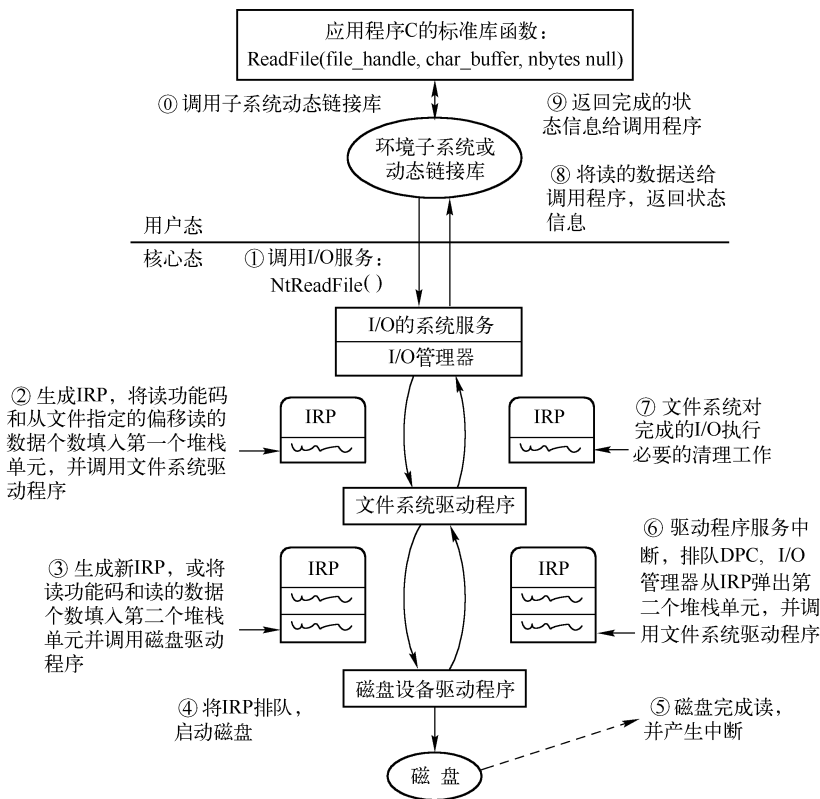 应用程序C的标准库函数：
ReadFile(file_handle, char_buffer, nbytes null)
⓪ 调用子系统动态链接库
⑨ 返回完成的状
态信息给调用程序
环境子系统或
动态链接库
⑧ 将读的数据送给
调用程序，返回状态
信息
用户态
核心态
① 调用I/O服务：
NtReadFile()
I/O的系统服务
I/O管理器
② 生成IRP，将读功能码
和从文件指定的偏移读的
数据个数填入第一个堆栈
单元，并调用文件系统驱
动程序
IRP
IRP
⑦ 文件系统对
完成的I/O执行
必要的清理工作
文件系统驱动程序
③ 生成新IRP，或将
读功能码和读的数据
个数填入第二个堆栈
单元并调用磁盘驱动
程序
IRP
IRP
⑥ 驱动程序服务中
断，排队DPC，I/O
管理器从IRP弹出第
二个堆栈单元，并调
用文件系统驱动程序
磁盘设备驱动程序
④ 将IRP排队，
启动磁盘
⑤ 磁盘完成读，
并产生中断
磁 盘